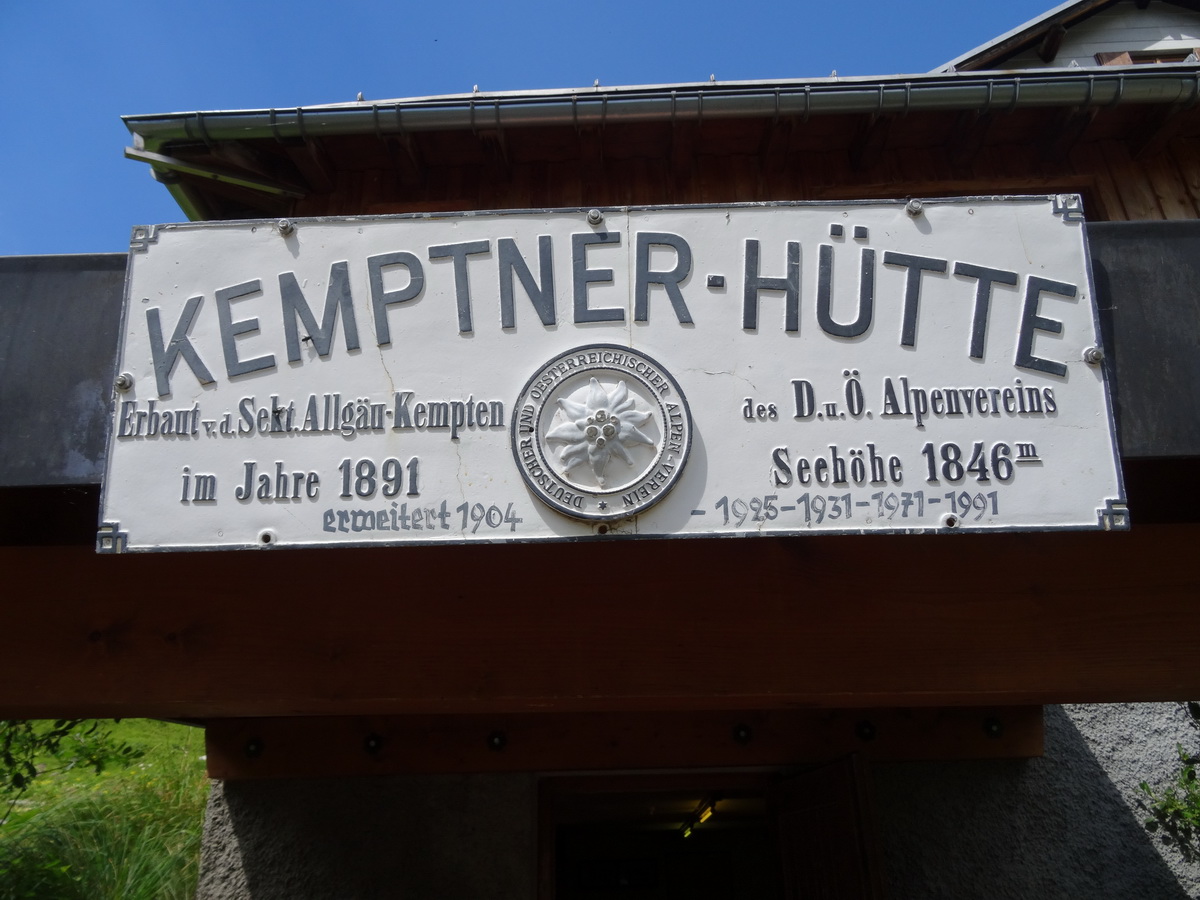 KEMPTNER-HÜTTE
Erbaut v.d. Sekt. Allgäu-Kempten
des D.u.Ö. Alpenvereins
im Jahre 1891
Seehöhe 1846 m
erweitert 1904 - 1925-1931-1971-1991
DEUTSCHER UND OESTERREICHISCHER ALPEN-VEREIN